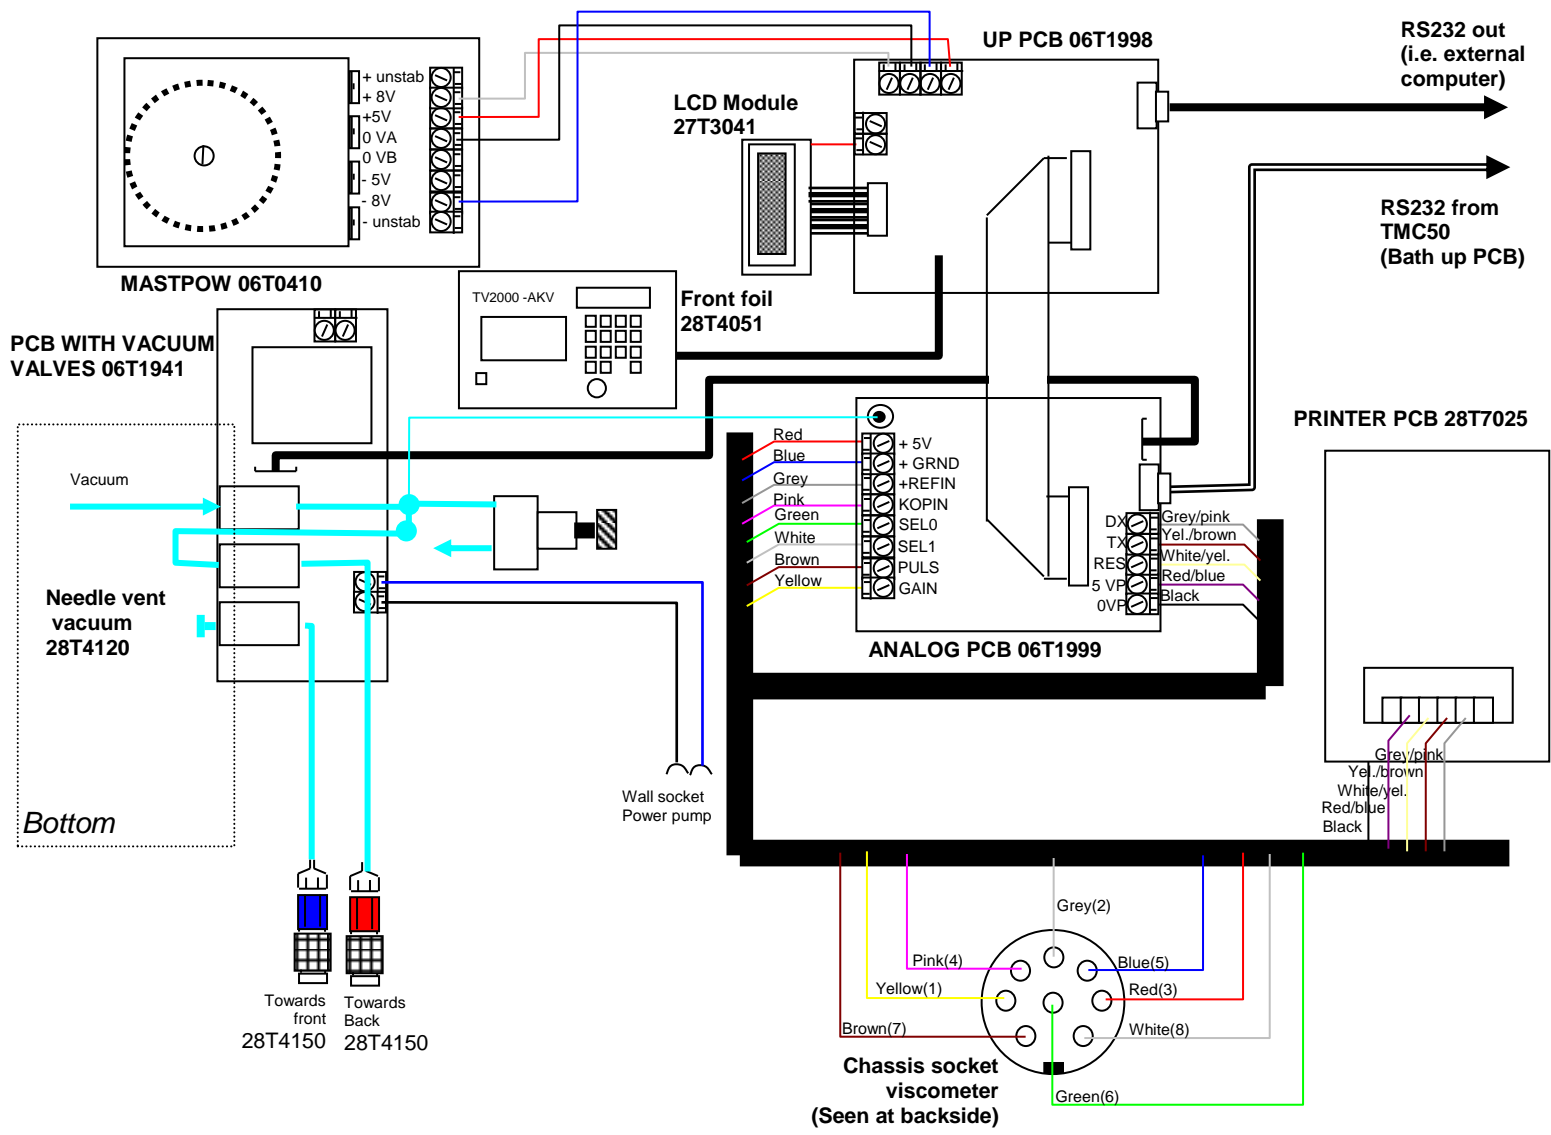 UP PCB 06T1998
RS232 out
(i.e. external
computer)
+ unstab
+ 8V
+5V
0 VA
0 VB
- 5V
- 8V
- unstab
MASTPOW 06T0410
LCD Module
27T3041
RS232 from
TMC50
(Bath up PCB)
TV2000 -AKV
Front foil
28T4051
PCB WITH VACUUM
VALVES 06T1941
PRINTER PCB 28T7025
Vacuum
Red
Blue
Grey
Pink
Green
White
Brown
Yellow
+ 5V
+ GRND
+REFIN
KOPIN
SEL0
SEL1
PULS
GAIN
DX
TX
RES
5 VP
0VP
Grey/pink
Yel./brown
White/yel.
Red/blue
Black
ANALOG PCB 06T1999
Needle vent
vacuum
28T4120
Bottom
Wall socket
Power pump
Grey/pink
Yel./brown
White/yel.
Red/blue
Black
Grey(2)
Pink(4)
Blue(5)
Yellow(1)
Red(3)
Brown(7)
White(8)
Green(6)
Chassis socket
viscometer
(Seen at backside)
Towards
front
28T4150
Towards
Back
28T4150